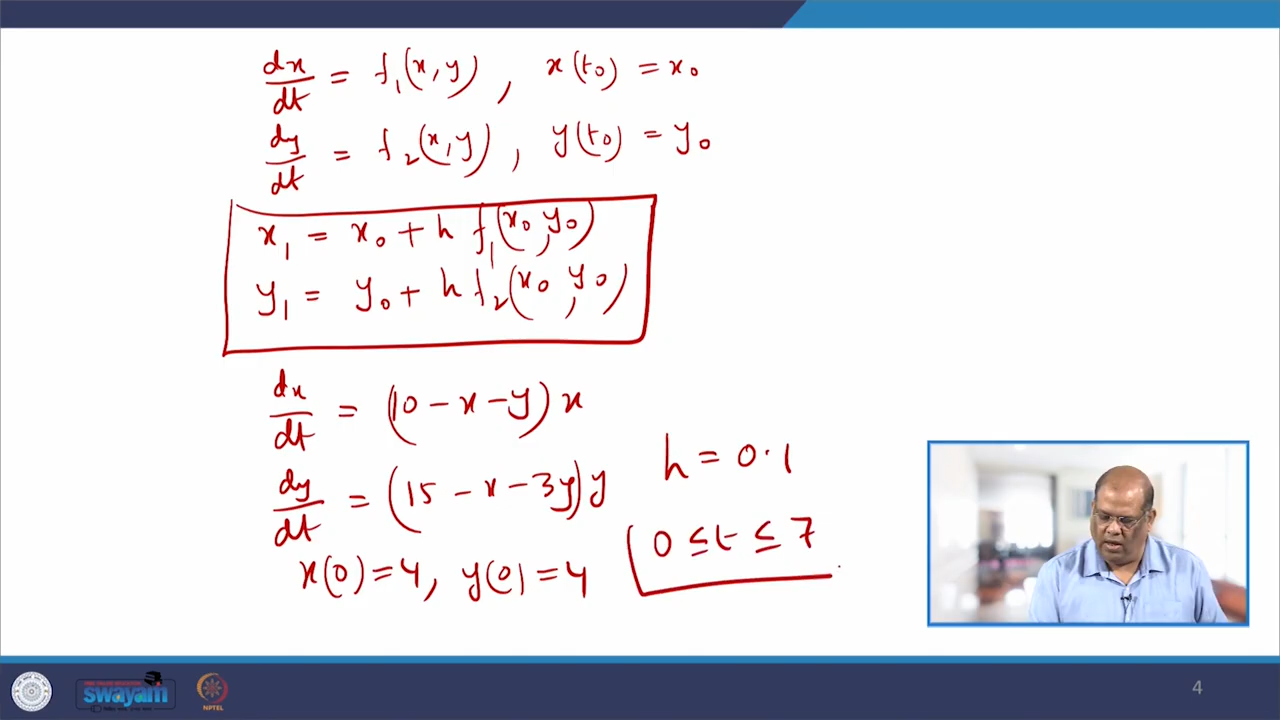 dx/dt = f₁(x, y), x(t₀) = x₀
dy/dt = f₂(x, y), y(t₀) = y₀
x₁ = x₀ + h f₁(x₀, y₀)
y₁ = y₀ + h f₂(x₀, y₀)
dx/dt = (10 - x - y) x
dy/dt = (15 - x - 3y) y
h = 0.1
x(0) = 4, y(0) = 4
0 ≤ t ≤ 7
swayam
NPTEL
4